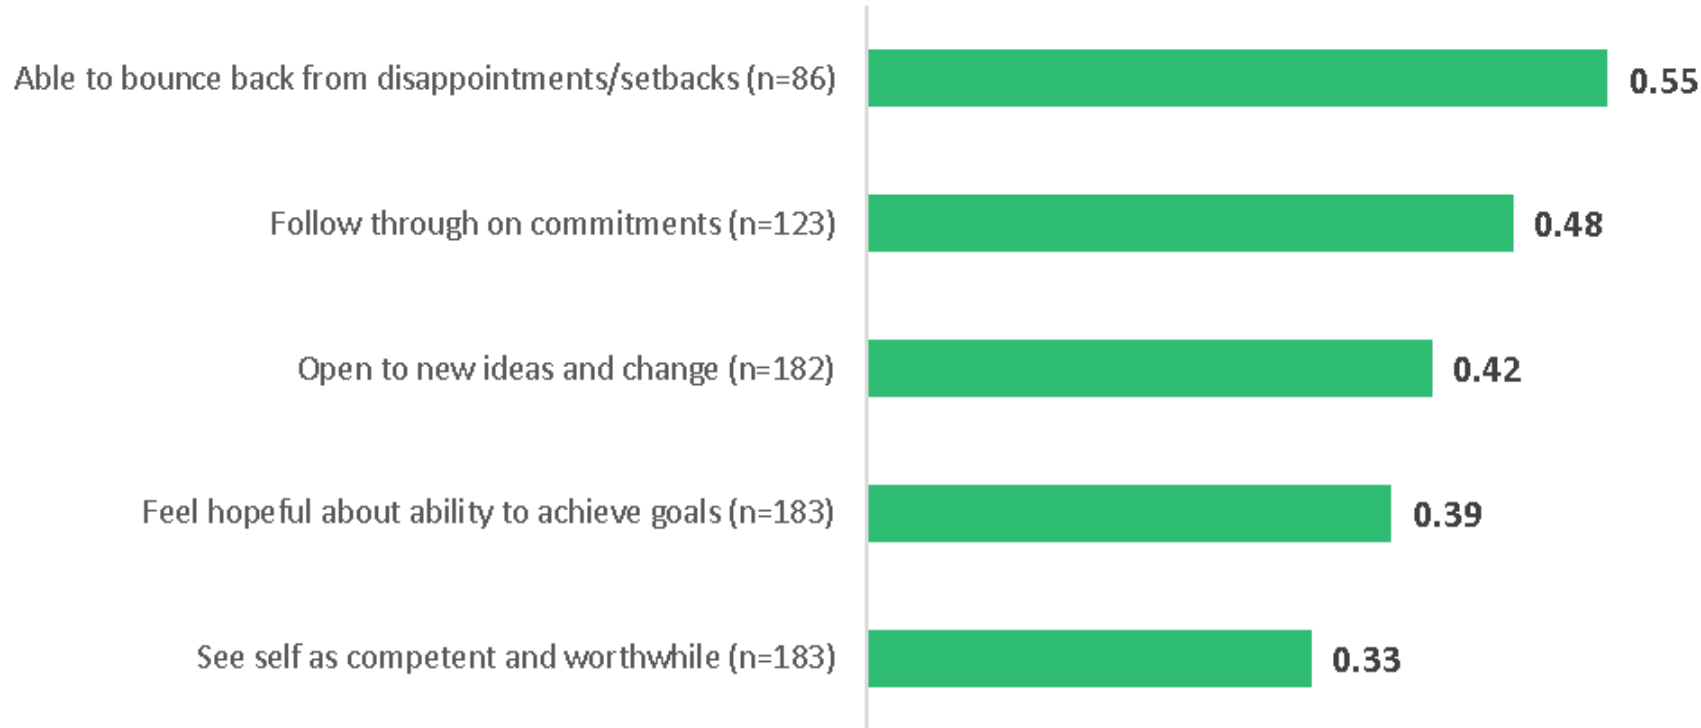 Able to bounce back from disappointments/setbacks (n=86) 0.55
Follow through on commitments (n=123) 0.48
Open to new ideas and change (n=182) 0.42
Feel hopeful about ability to achieve goals (n=183) 0.39
See self as competent and worthwhile (n=183) 0.33